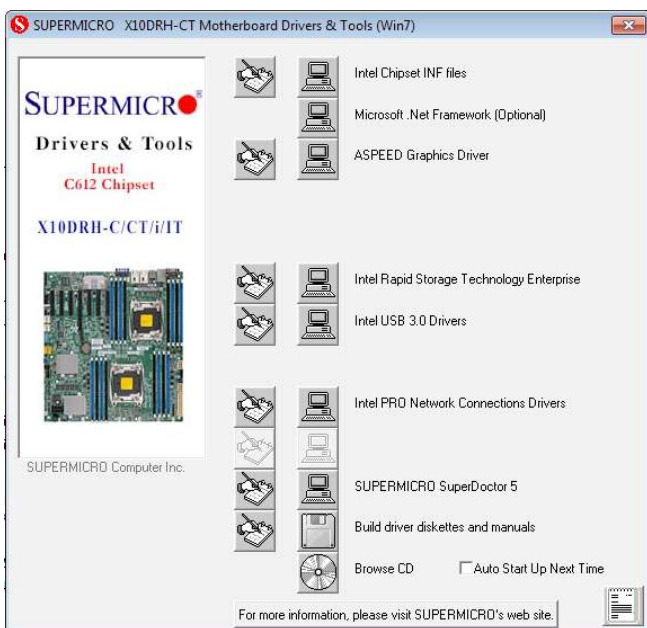 SUPERMICRO X10DRH-CT Motherboard Drivers & Tools (Win7)
SUPERMICRO®
Drivers & Tools
Intel
C612 Chipset
X10DRH-C/CT/i/IT
SUPERMICRO Computer Inc.
Intel Chipset INF files
Microsoft .Net Framework (Optional)
ASPEED Graphics Driver
Intel Rapid Storage Technology Enterprise
Intel USB 3.0 Drivers
Intel PRO Network Connections Drivers
SUPERMICRO SuperDoctor 5
Build driver diskettes and manuals
Browse CD Auto Start Up Next Time
For more information, please visit SUPERMICRO's web site.